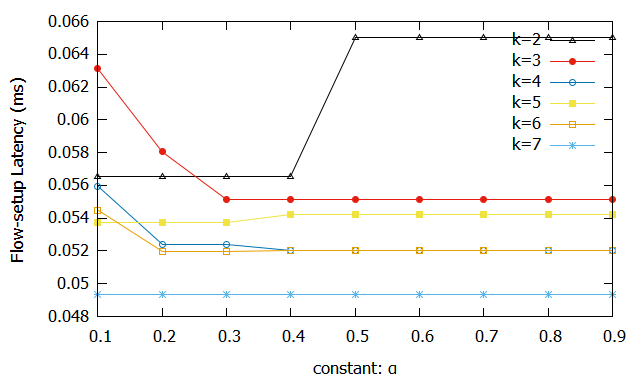 0.066
0.064
0.062
0.06
0.058
0.056
0.054
0.052
0.05
0.048
Flow-setup Latency (ms)
k=2
k=3
k=4
k=5
k=6
k=7
0.1 0.2 0.3 0.4 0.5 0.6 0.7 0.8 0.9
constant: α